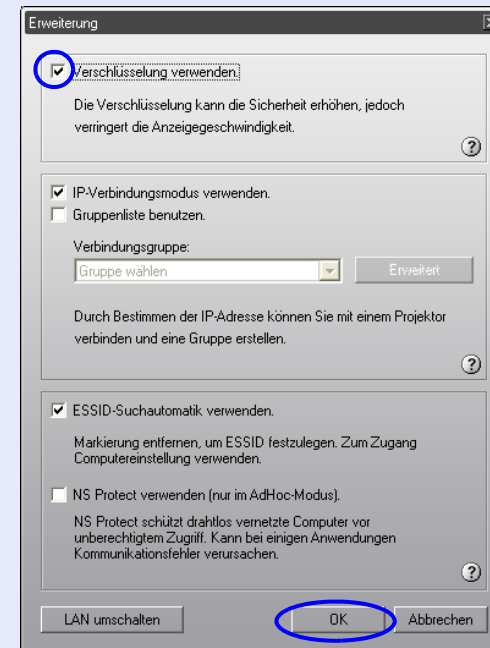 Erweiterung
Verschlüsselung verwenden.
Die Verschlüsselung kann die Sicherheit erhöhen, jedoch
verringert die Anzeigegeschwindigkeit.
?
IP-Verbindungsmodus verwenden.
Gruppenliste benutzen.
Verbindungsgruppe:
Gruppe wählen Erweitert
Durch Bestimmen der IP-Adresse können Sie mit einem Projektor
verbinden und eine Gruppe erstellen.
?
ESSID-Suchautomatik verwenden.
Markierung entfernen, um ESSID festzulegen. Zum Zugang
Computereinstellung verwenden.
NS Protect verwenden (nur im AdHoc-Modus).
NS Protect schützt drahtlos vernetzte Computer vor
unberechtigtem Zugriff. Kann bei einigen Anwendungen
Kommunikationsfehler verursachen.
?
LAN umschalten OK Abbrechen